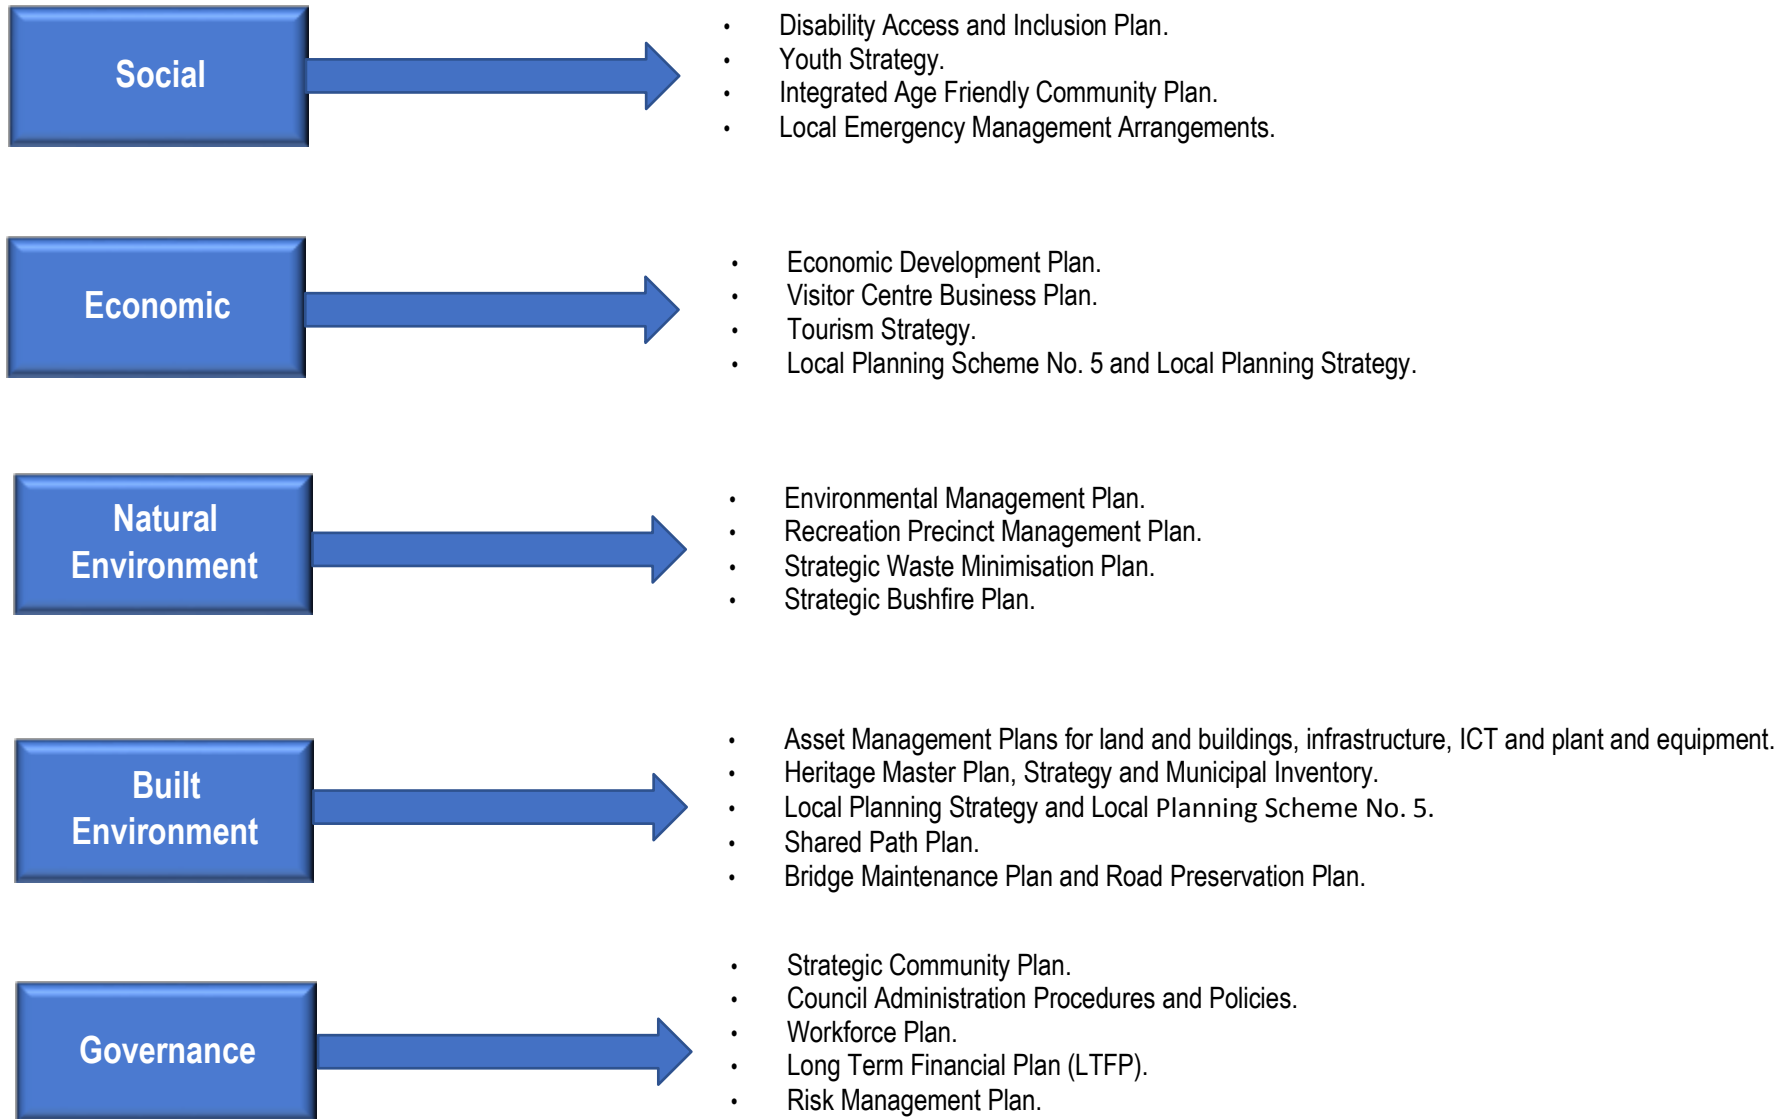 Social
• Disability Access and Inclusion Plan.
• Youth Strategy.
• Integrated Age Friendly Community Plan.
• Local Emergency Management Arrangements.
Economic
• Economic Development Plan.
• Visitor Centre Business Plan.
• Tourism Strategy.
• Local Planning Scheme No. 5 and Local Planning Strategy.
Natural
Environment
• Environmental Management Plan.
• Recreation Precinct Management Plan.
• Strategic Waste Minimisation Plan.
• Strategic Bushfire Plan.
Built
Environment
• Asset Management Plans for land and buildings, infrastructure, ICT and plant and equipment.
• Heritage Master Plan, Strategy and Municipal Inventory.
• Local Planning Strategy and Local Planning Scheme No. 5.
• Shared Path Plan.
• Bridge Maintenance Plan and Road Preservation Plan.
Governance
• Strategic Community Plan.
• Council Administration Procedures and Policies.
• Workforce Plan.
• Long Term Financial Plan (LTFP).
• Risk Management Plan.